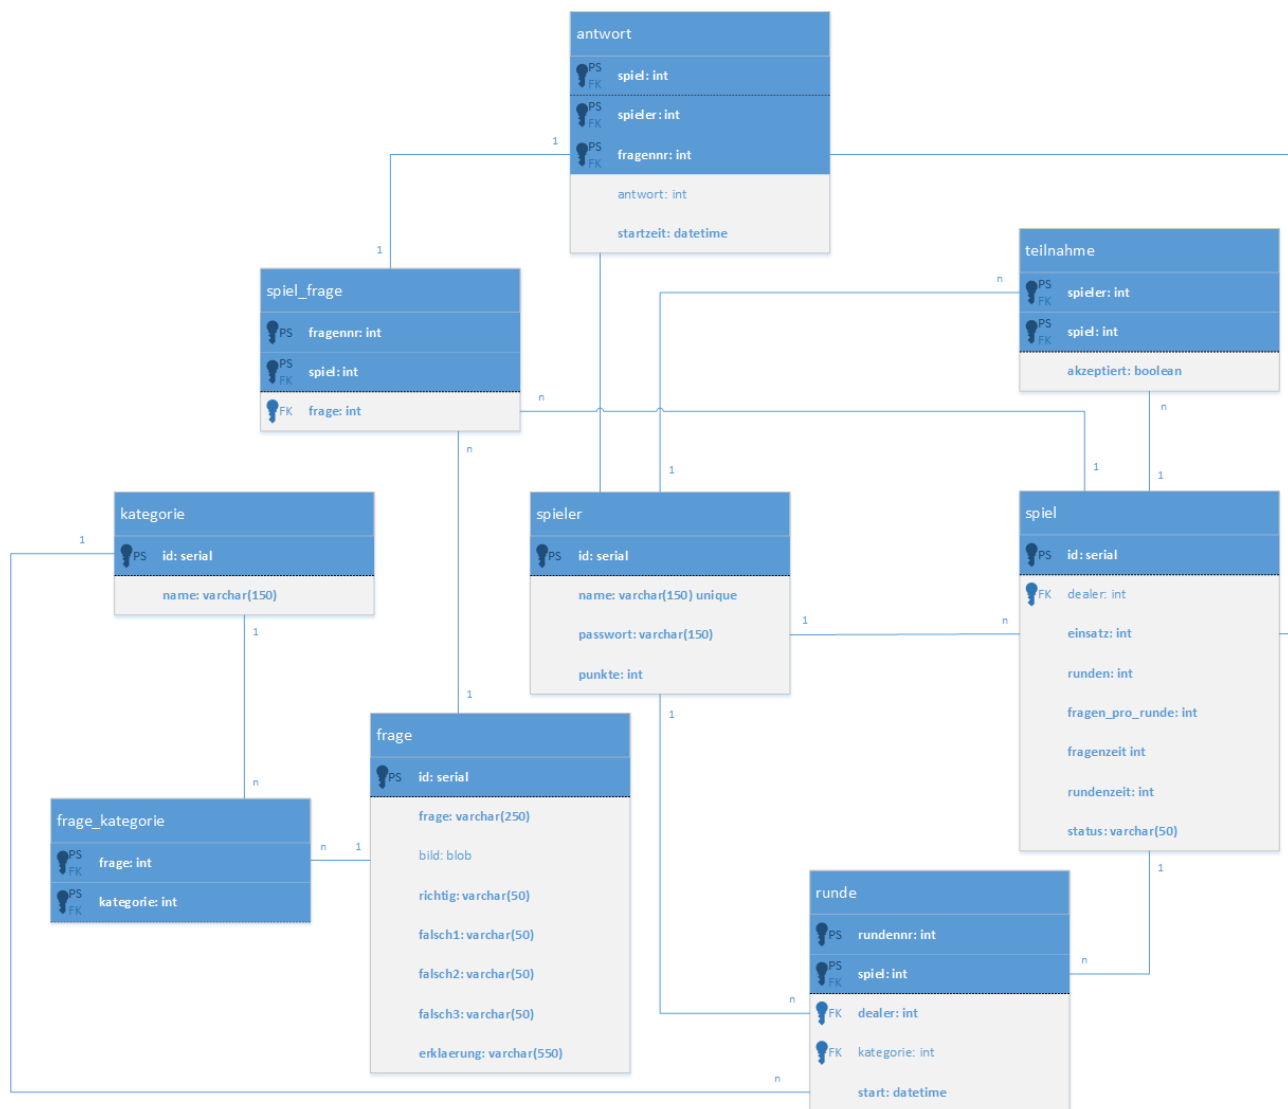 antwort
PS FK spiel: int
PS FK spieler: int
PS FK fragennr: int
antwort: int
startzeit: datetime
1
1
spiel_frage
PS fragennr: int
PS FK spiel: int
FK frage: int
n
n
teilnahme
PS FK spieler: int
PS FK spiel: int
akzeptiert: boolean
n
n
1
1
1
1
kategorie
PS id: serial
name: varchar(150)
1
n
spieler
PS id: serial
name: varchar(150) unique
passwort: varchar(150)
punkte: int
1
n
1
spiel
PS id: serial
FK dealer: int
einsatz: int
runden: int
fragen_pro_runde: int
fragenzeit int
rundenzeit: int
status: varchar(50)
1
n
1
frage
PS id: serial
frage: varchar(250)
bild: blob
richtig: varchar(50)
falsch1: varchar(50)
falsch2: varchar(50)
falsch3: varchar(50)
erklaerung: varchar(550)
frage_kategorie
PS FK frage: int
PS FK kategorie: int
n
1
runde
PS rundennr: int
PS FK spiel: int
FK dealer: int
FK kategorie: int
start: datetime
n
n